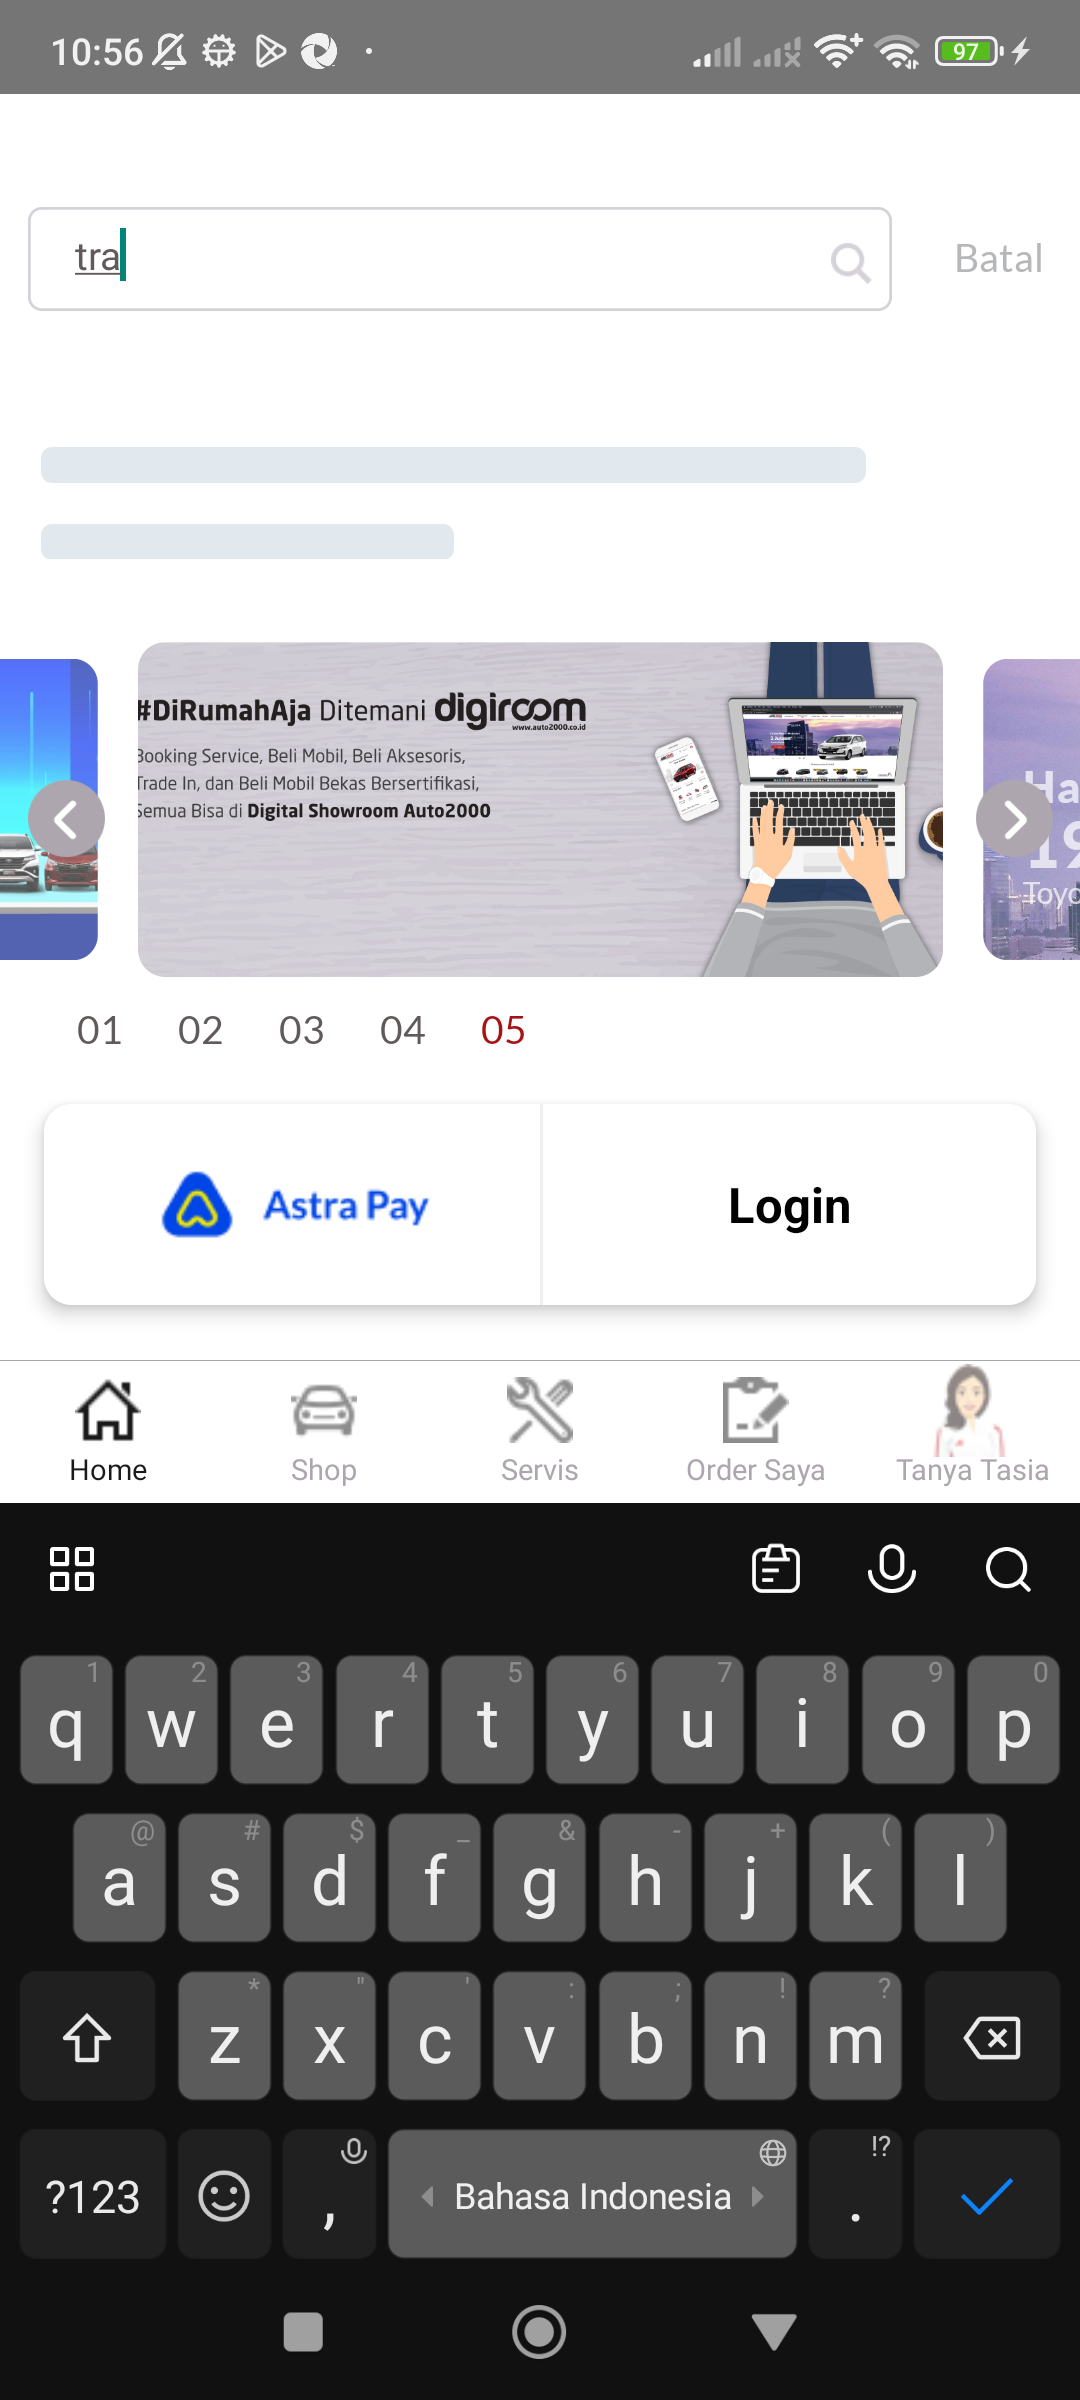 10:56
97
tra
Batal
#DiRumahAja Ditemani digiroom
www.auto2000.co.id
Booking Service, Beli Mobil, Beli Aksesoris,
Trade In, dan Beli Mobil Bekas Bersertifikasi,
Semua Bisa di Digital Showroom Auto2000
Ha
19
Toyo
01 02 03 04 05
Astra Pay
Login
Home Shop Servis Order Saya Tanya Tasia
1 2 3 4 5 6 7 8 9 0
q w e r t y u i o p
@ # $ _ & - + ( )
a s d f g h j k l
* " ' : ; ! ?
z x c v b n m
!?
?123 , Bahasa Indonesia .